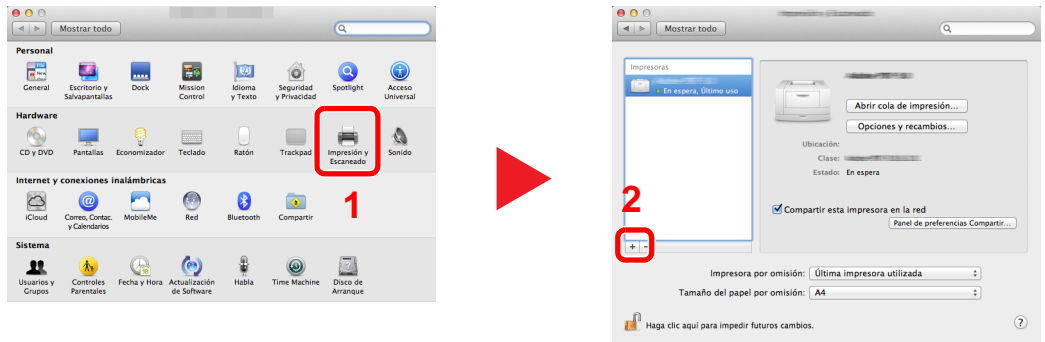 Mostrar todo
Personal
General
Escritorio y
Salvapantallas
Dock
Mission
Control
Idioma
y Texto
Seguridad
y Privacidad
Spotlight
Acceso
Universal
Hardware
CD y DVD
Pantallas
Economizador
Teclado
Ratón
Trackpad
Impresión y
Escaneado
Sonido
Internet y conexiones inalámbricas
iCloud
Correo, Contac.
y Calendarios
MobileMe
Red
Bluetooth
Compartir
1
Sistema
Usuarios y
Grupos
Controles
Parentales
Fecha y Hora
Actualización
de Software
Habla
Time Machine
Disco de
Arranque
Mostrar todo
Impresoras
En espera, Último uso
Abrir cola de impresión...
Opciones y recambios...
Ubicación:
Clase:
Estado: En espera
2
Compartir esta impresora en la red
Panel de preferencias Compartir...
+ −
Impresora por omisión: Última impresora utilizada
Tamaño del papel por omisión: A4
Haga clic aquí para impedir futuros cambios.
?